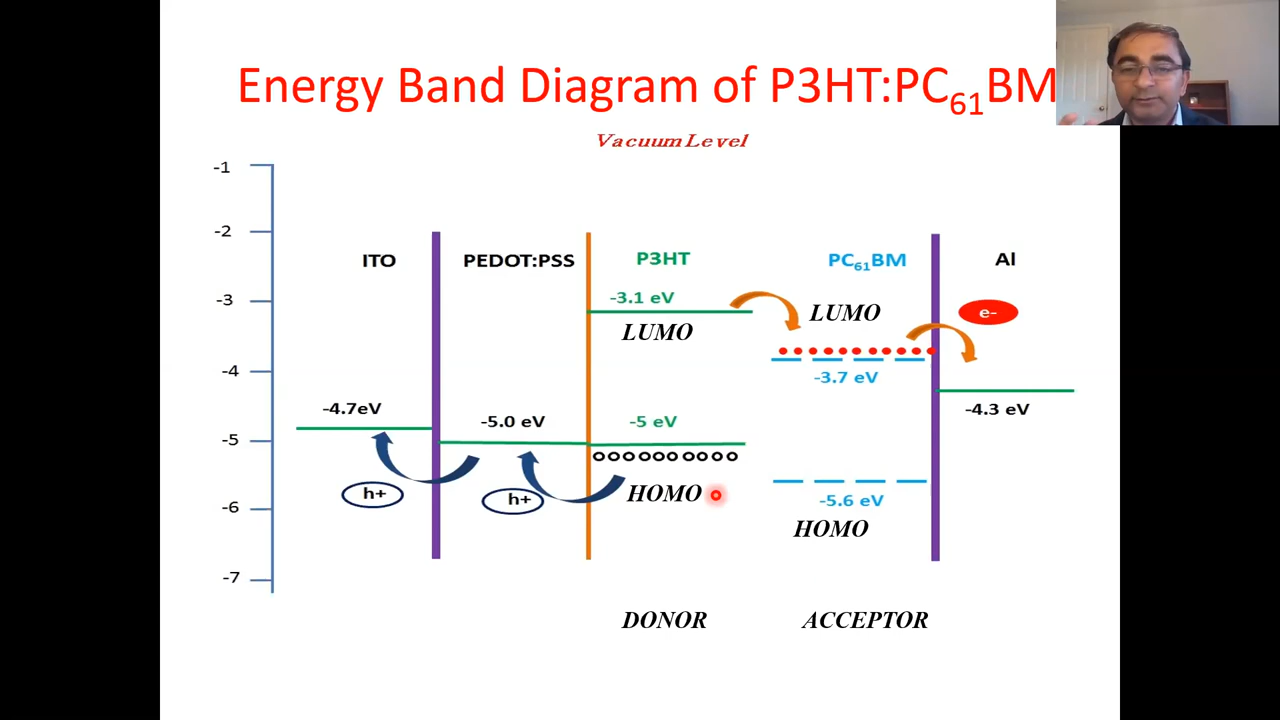 Energy Band Diagram of P3HT:PC61BM
Vacuum Level
-1
-2
ITO
PEDOT:PSS
P3HT
PC61BM
Al
-3
-3.1 eV
LUMO
LUMO
e-
-4
-3.7 eV
-4.7eV
-5.0 eV
-5 eV
-4.3 eV
-5
h+
h+
HOMO
-5.6 eV
-6
HOMO
-7
DONOR
ACCEPTOR